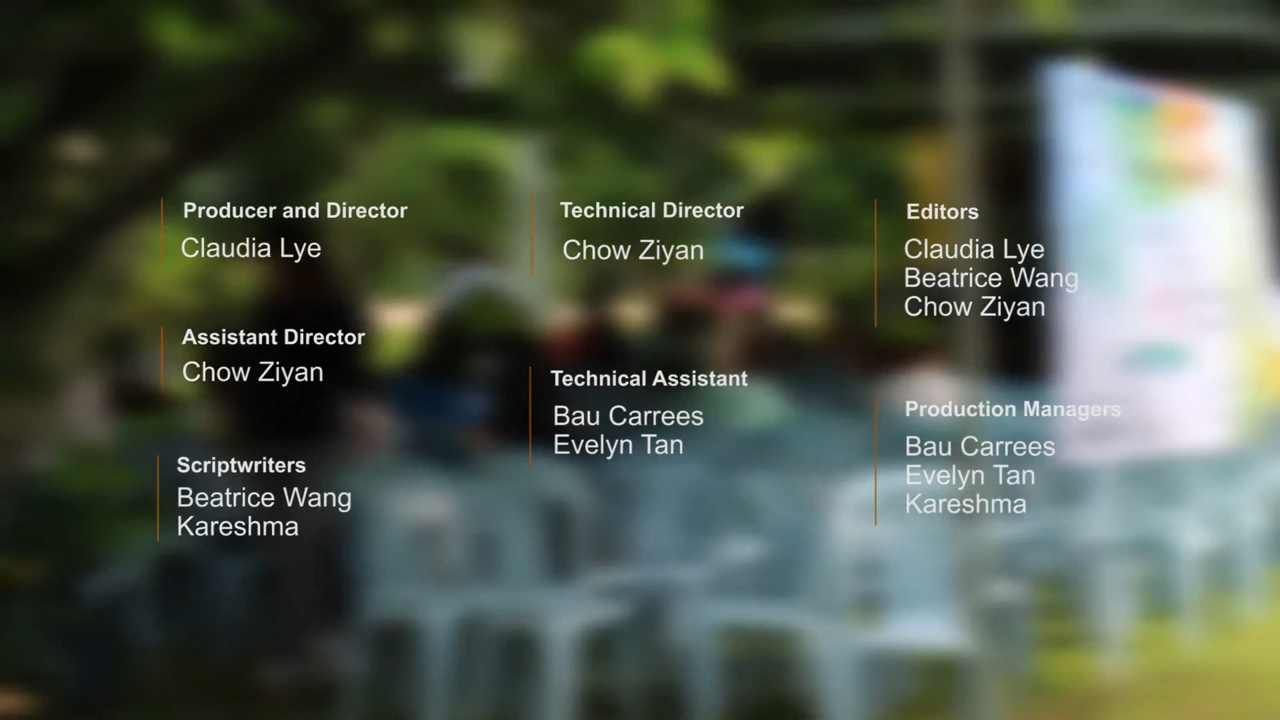 Producer and Director
Claudia Lye
Assistant Director
Chow Ziyan
Scriptwriters
Beatrice Wang
Kareshma
Technical Director
Chow Ziyan
Technical Assistant
Bau Carrees
Evelyn Tan
Editors
Claudia Lye
Beatrice Wang
Chow Ziyan
Production Managers
Bau Carrees
Evelyn Tan
Kareshma